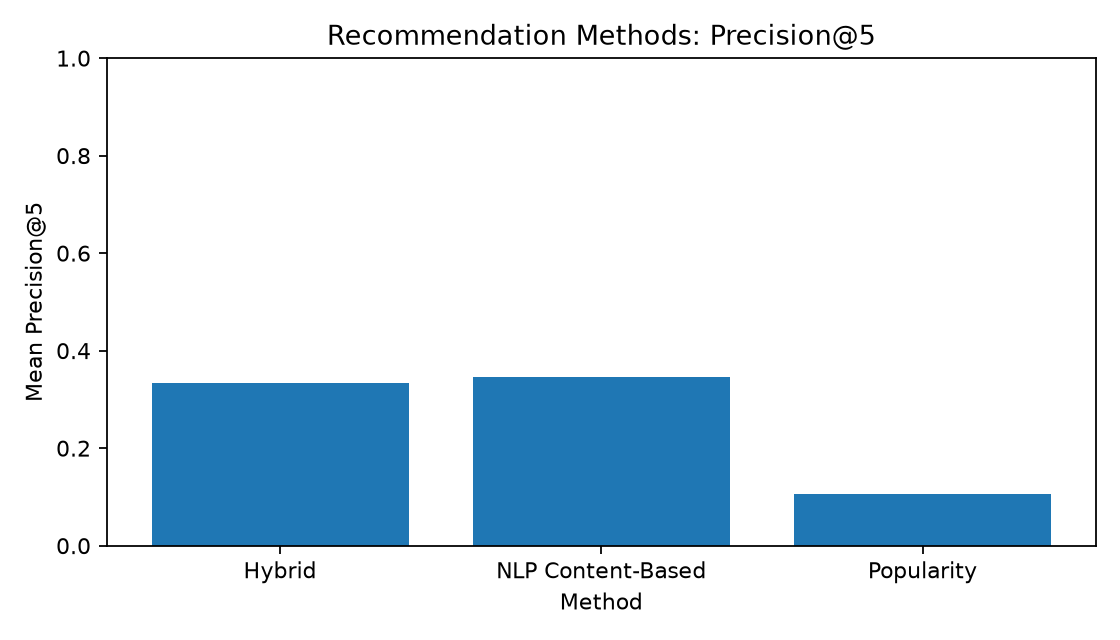 Recommendation Methods: Precision@5
Mean Precision@5
1.0
0.8
0.6
0.4
0.2
0.0
Hybrid
NLP Content-Based
Popularity
Method